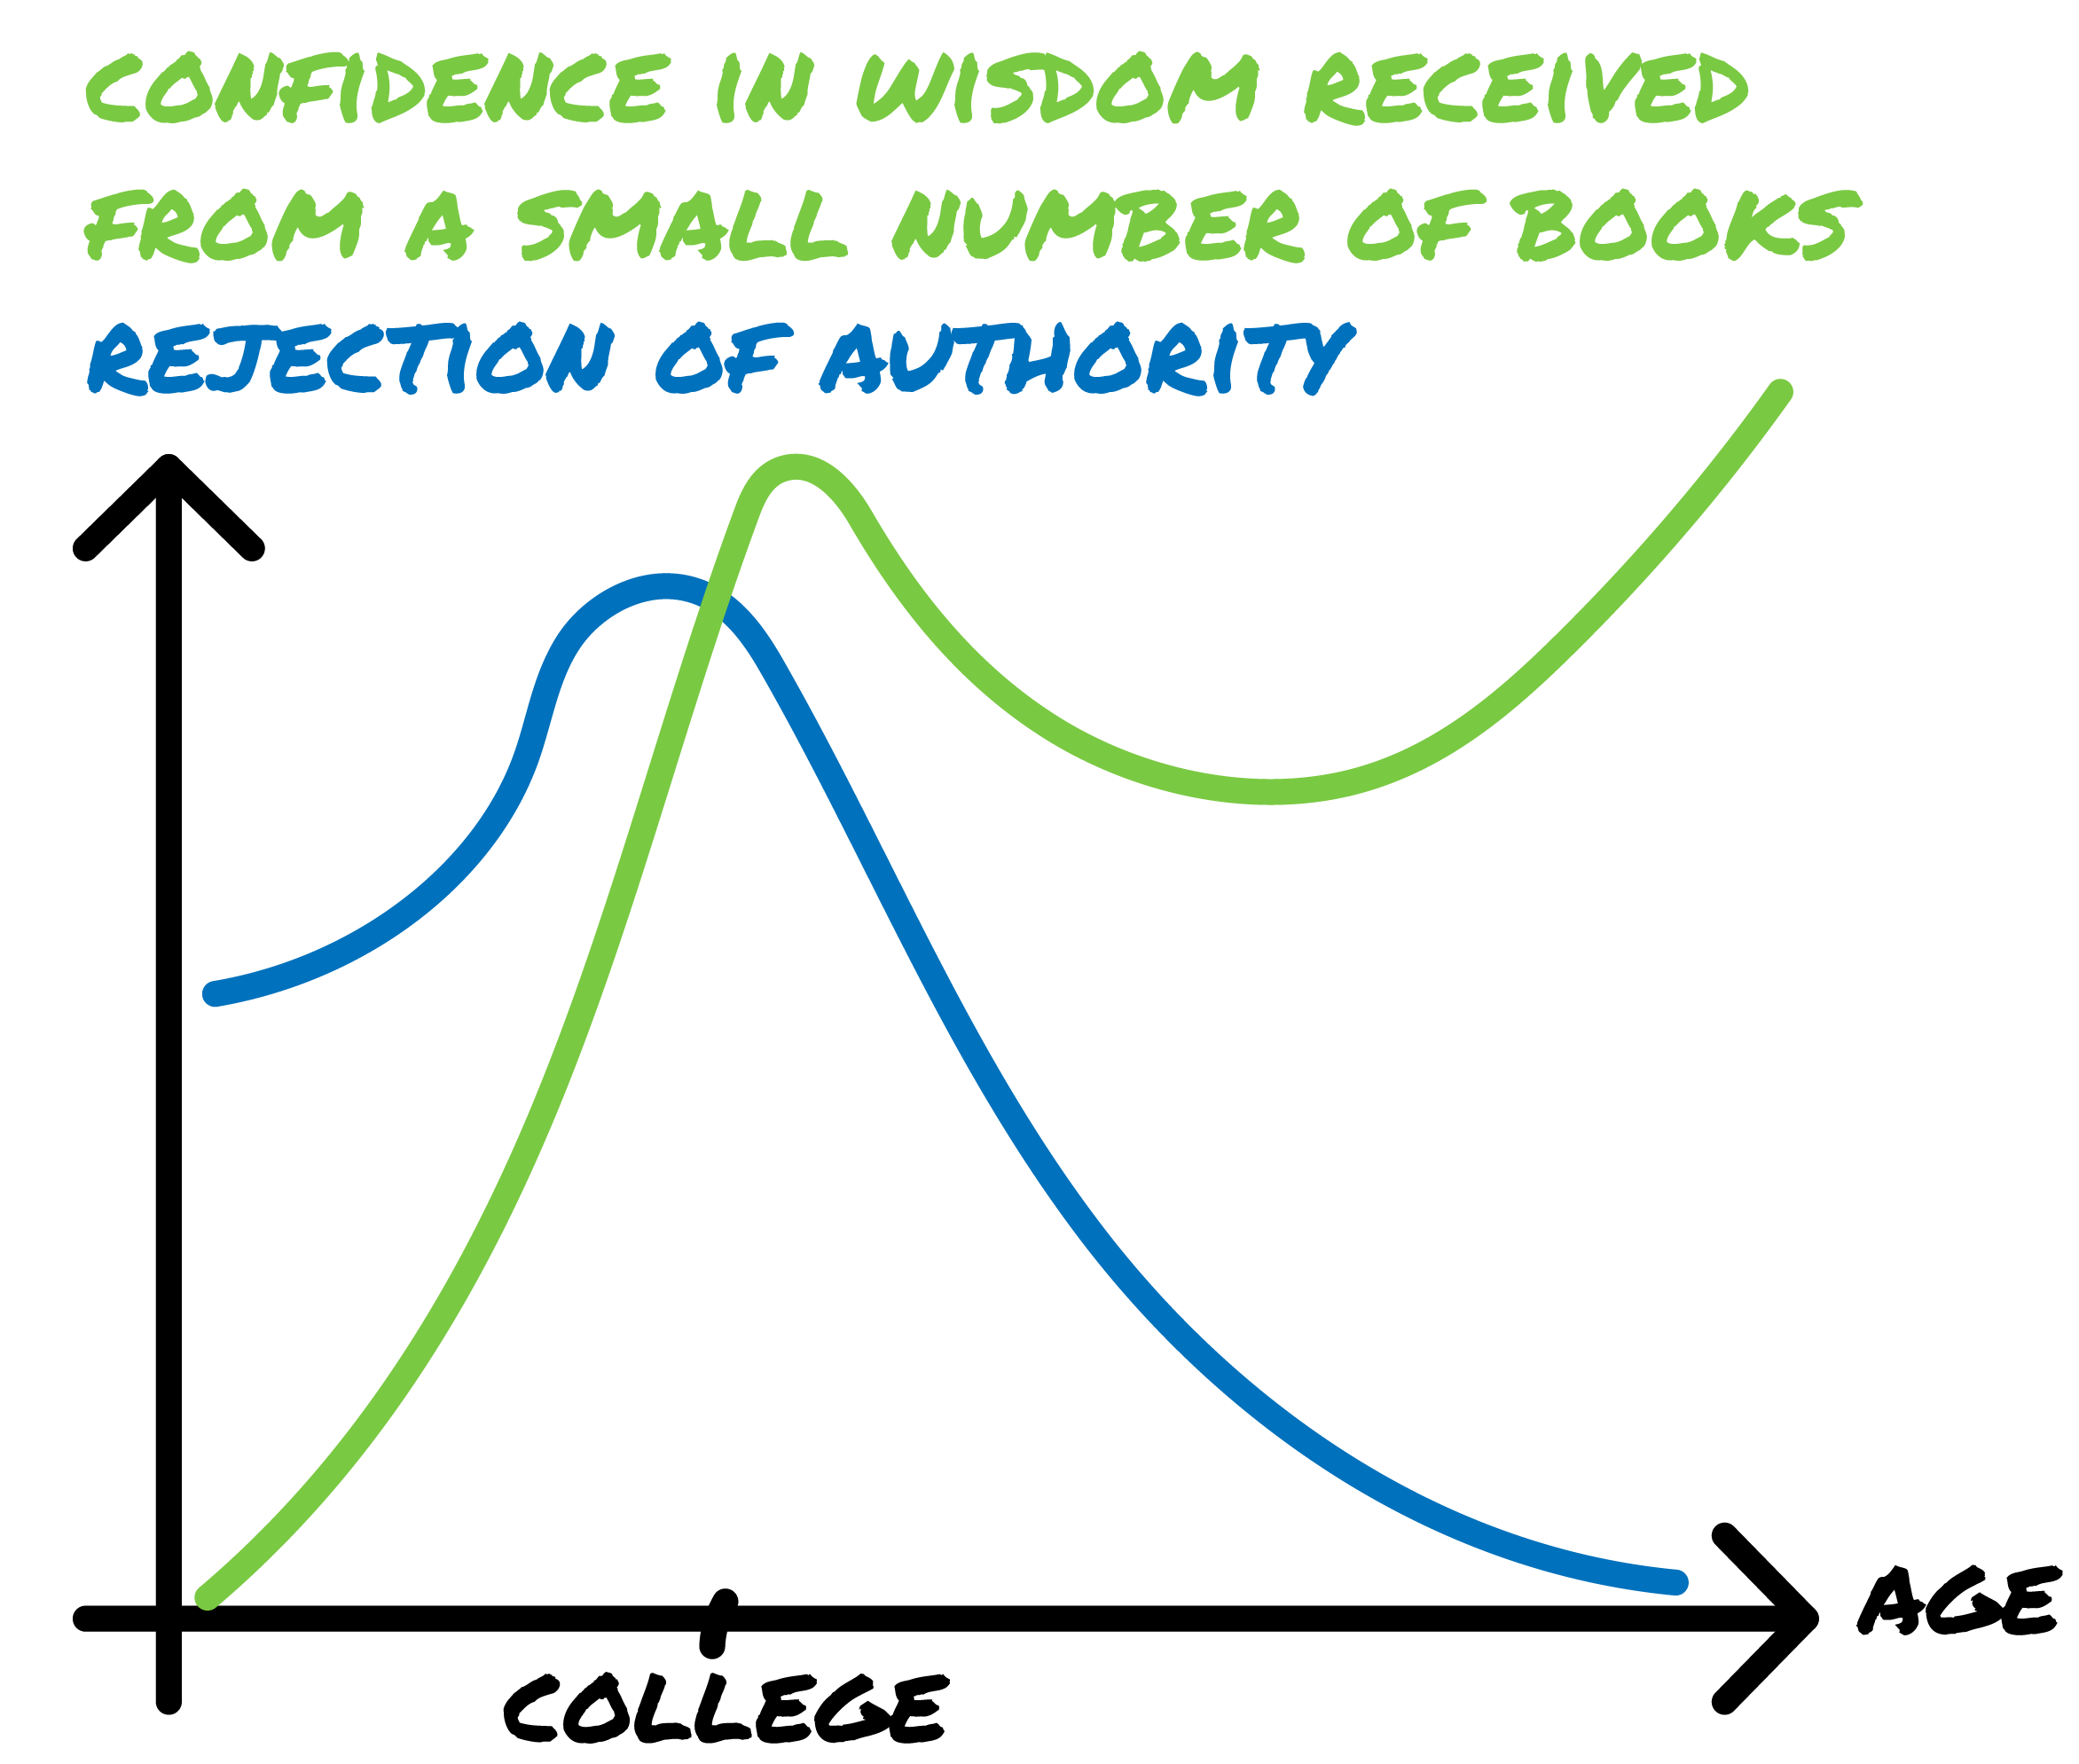 CONFIDENCE IN WISDOM RECEIVED
FROM A SMALL NUMBER OF BOOKS
REJECTION OF AUTHORITY
AGE
COLLEGE